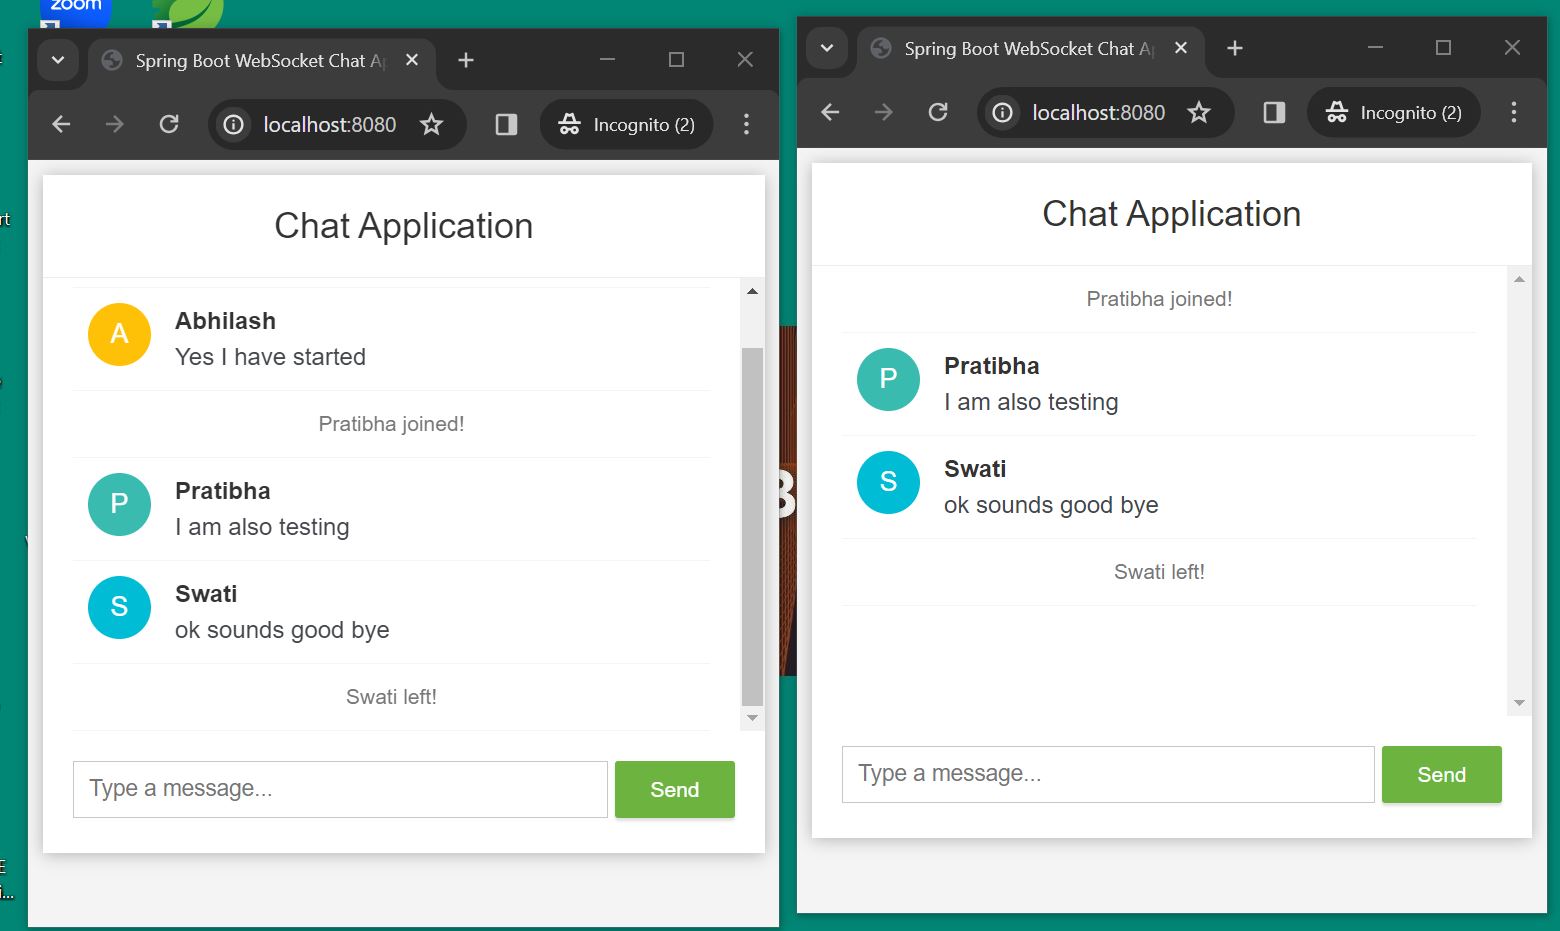 zoom
Spring Boot WebSocket Chat
localhost:8080
Incognito (2)
Chat Application
A
Abhilash
Yes I have started
Pratibha joined!
P
Pratibha
I am also testing
S
Swati
ok sounds good bye
Swati left!
Type a message...
Send
Spring Boot WebSocket Chat
localhost:8080
Incognito (2)
Chat Application
Pratibha joined!
P
Pratibha
I am also testing
S
Swati
ok sounds good bye
Swati left!
Type a message...
Send